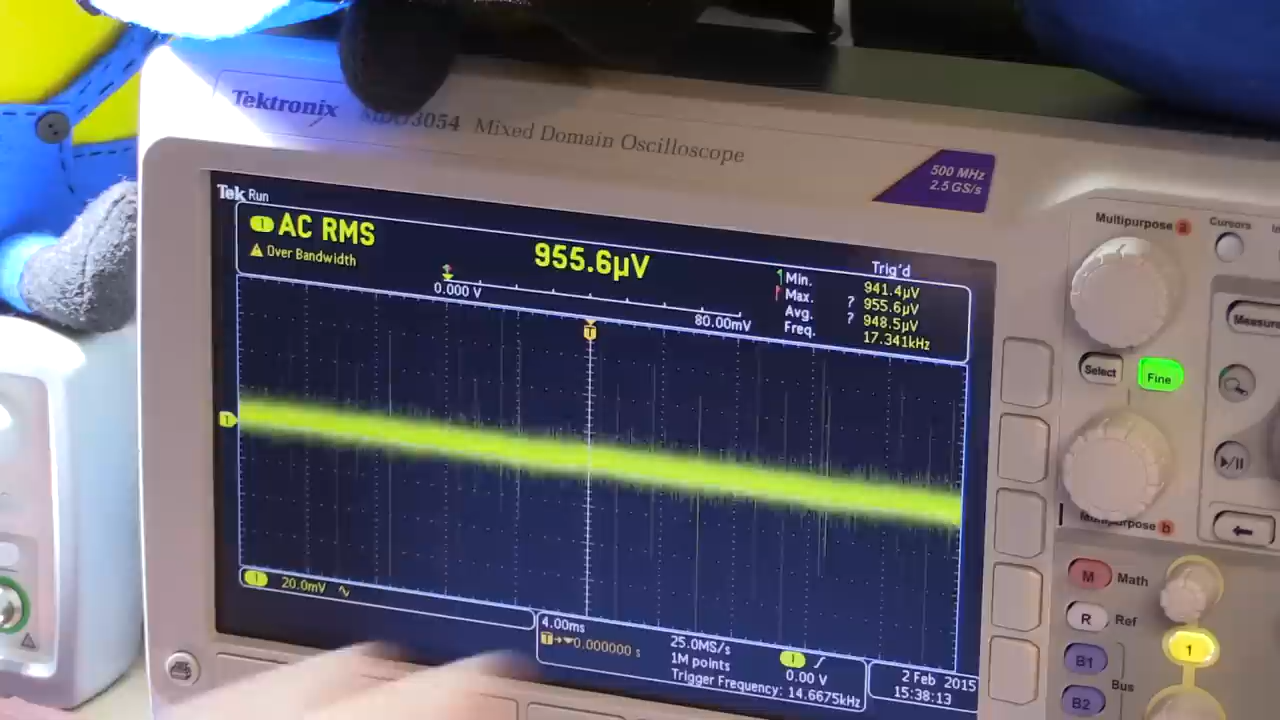 Tektronix MDO3054 Mixed Domain Oscilloscope
500 MHz
2.5 GS/s
Tek Run
1 AC RMS
Over Bandwidth
955.6µV
0.000 V
80.00mV
Trig'd
Min. 941.4µV
Max. ? 955.6µV
Avg. ? 948.5µV
Freq. 17.341kHz
T
1
1 20.0mV
4.00ms
T 0.000000 s
25.0MS/s
1M points
1 0.00 V
Trigger Frequency: 14.6675kHz
2 Feb 2015
15:38:13
Multipurpose a
Cursors
Measure
Select
Fine
Multipurpose b
M Math
R Ref
B1
B2
Bus
1